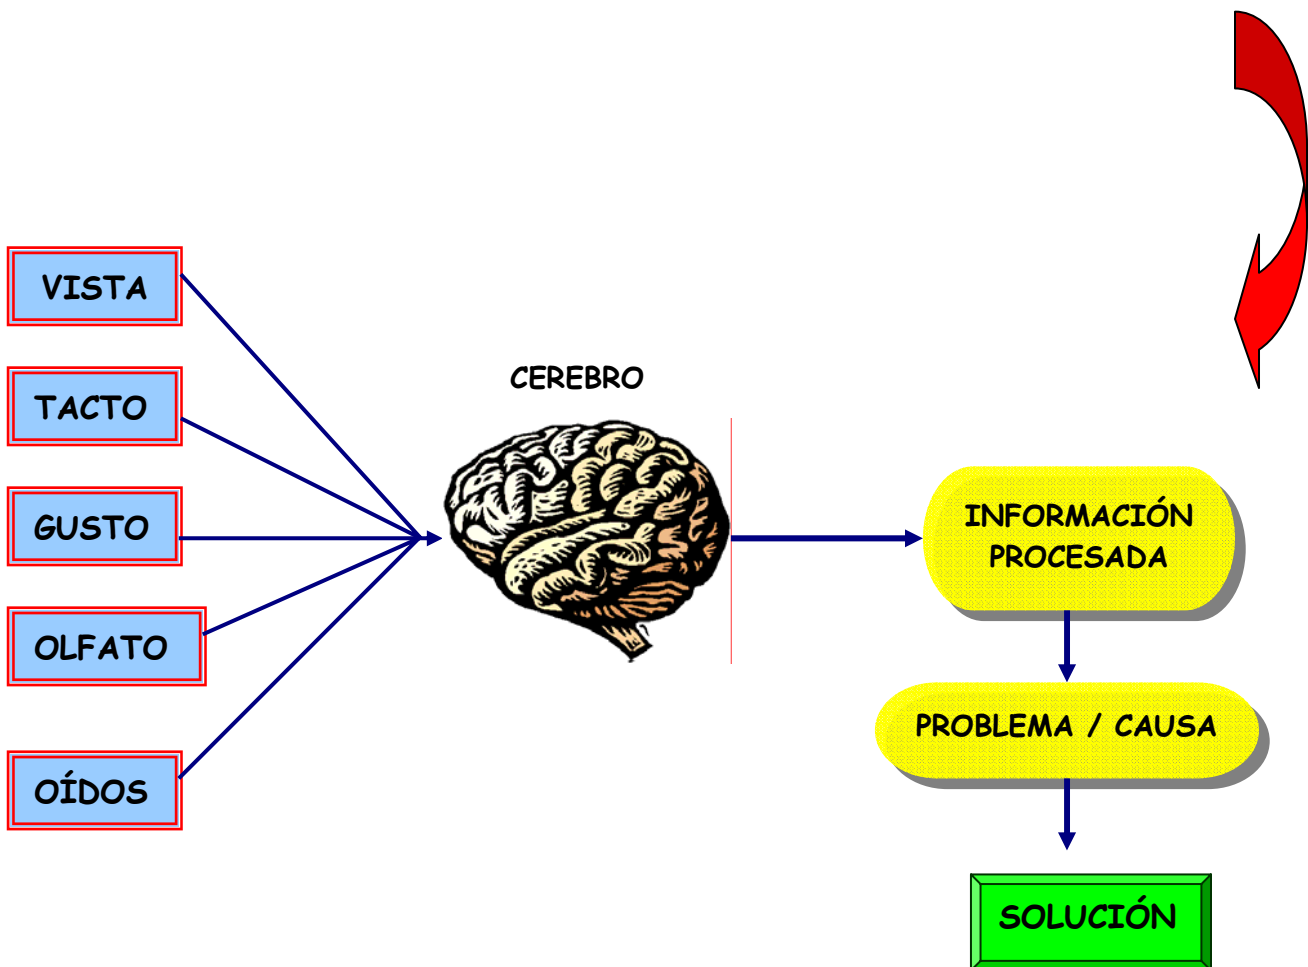 VISTA
TACTO
GUSTO
OLFATO
OÍDOS
CEREBRO
INFORMACIÓN
PROCESADA
PROBLEMA / CAUSA
SOLUCIÓN